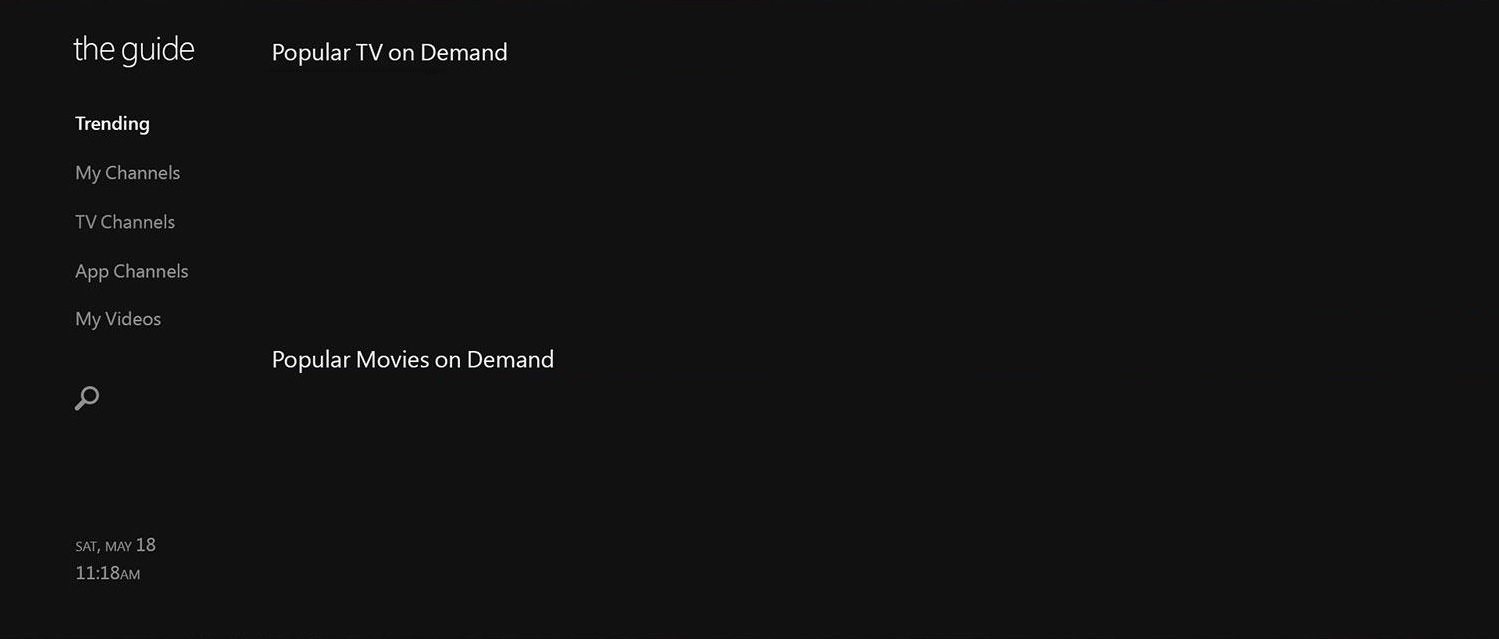 the guide
Popular TV on Demand
Trending
My Channels
TV Channels
App Channels
My Videos
Popular Movies on Demand
SAT, MAY 18
11:18AM